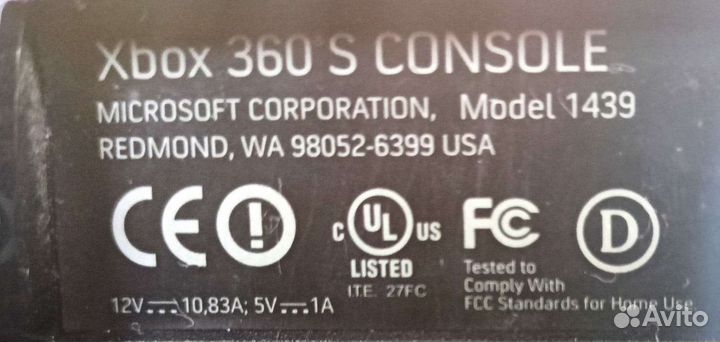 Xbox 360 S CONSOLE
MICROSOFT CORPORATION, Model 1439
REDMOND, WA 98052-6399 USA
CE
C UL US
LISTED
I.T.E. 27FC
FC
Tested to
Comply With
FCC Standards for Home Use
D
12V⎓10,83A; 5V⎓1A
Avito